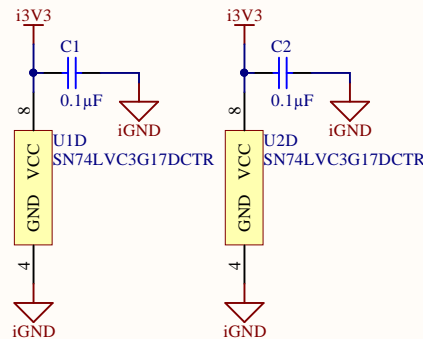 i3V3
C1
0.1µF
iGND
8
U1D
SN74LVC3G17DCTR
VCC
GND
4
iGND
i3V3
C2
0.1µF
iGND
8
U2D
SN74LVC3G17DCTR
VCC
GND
4
iGND